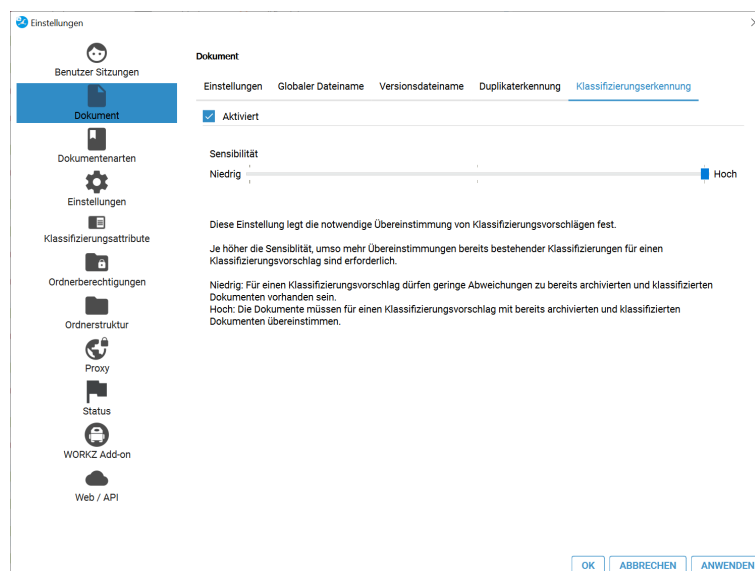 Einstellungen
Benutzer Sitzungen
Dokument
Dokumentenarten
Einstellungen
Klassifizierungsattribute
Ordnerberechtigungen
Ordnerstruktur
Proxy
Status
WORKZ Add-on
Web / API
Dokument
Einstellungen Globaler Dateiname Versionsdateiname Duplikaterkennung Klassifizierungserkennung
Aktiviert
Sensibilität
Niedrig Hoch
Diese Einstellung legt die notwendige Übereinstimmung von Klassifizierungsvorschlägen fest.
Je höher die Sensiblität, umso mehr Übereinstimmungen bereits bestehender Klassifizierungen für einen
Klassifizierungsvorschlag sind erforderlich.
Niedrig: Für einen Klassifizierungsvorschlag dürfen geringe Abweichungen zu bereits archivierten und klassifizierten
Dokumenten vorhanden sein.
Hoch: Die Dokumente müssen für einen Klassifizierungsvorschlag mit bereits archivierten und klassifizierten
Dokumenten übereinstimmen.
OK ABBRECHEN ANWENDEN